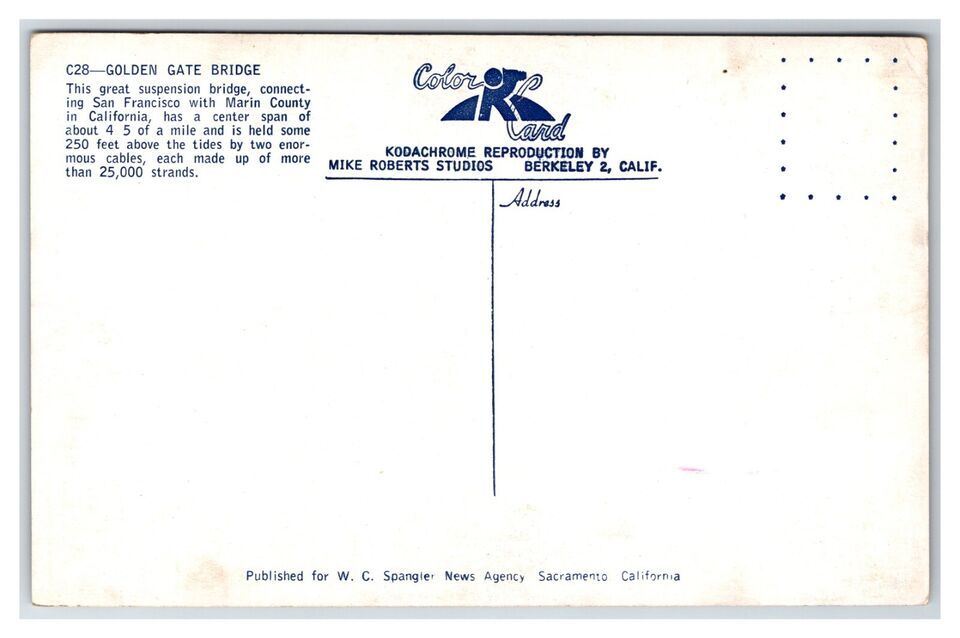 C28—GOLDEN GATE BRIDGE
This great suspension bridge, connect-
ing San Francisco with Marin County
in California, has a center span of
about 4 5 of a mile and is held some
250 feet above the tides by two enor-
mous cables, each made up of more
than 25,000 strands.
Color
Card
KODACHROME REPRODUCTION BY
MIKE ROBERTS STUDIOS BERKELEY 2, CALIF.
Address
Published for W. C. Spangler News Agency Sacramento California